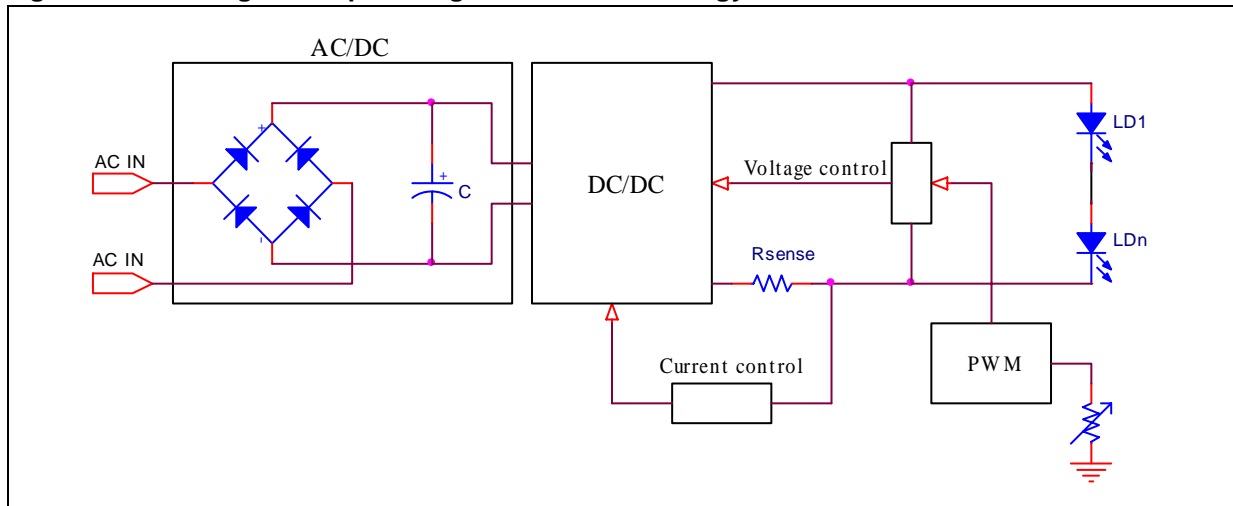 AC/DC
AC IN
AC IN
+
-
+
C
DC/DC
Voltage control
Rsense
Current control
LD1
LDn
PWM